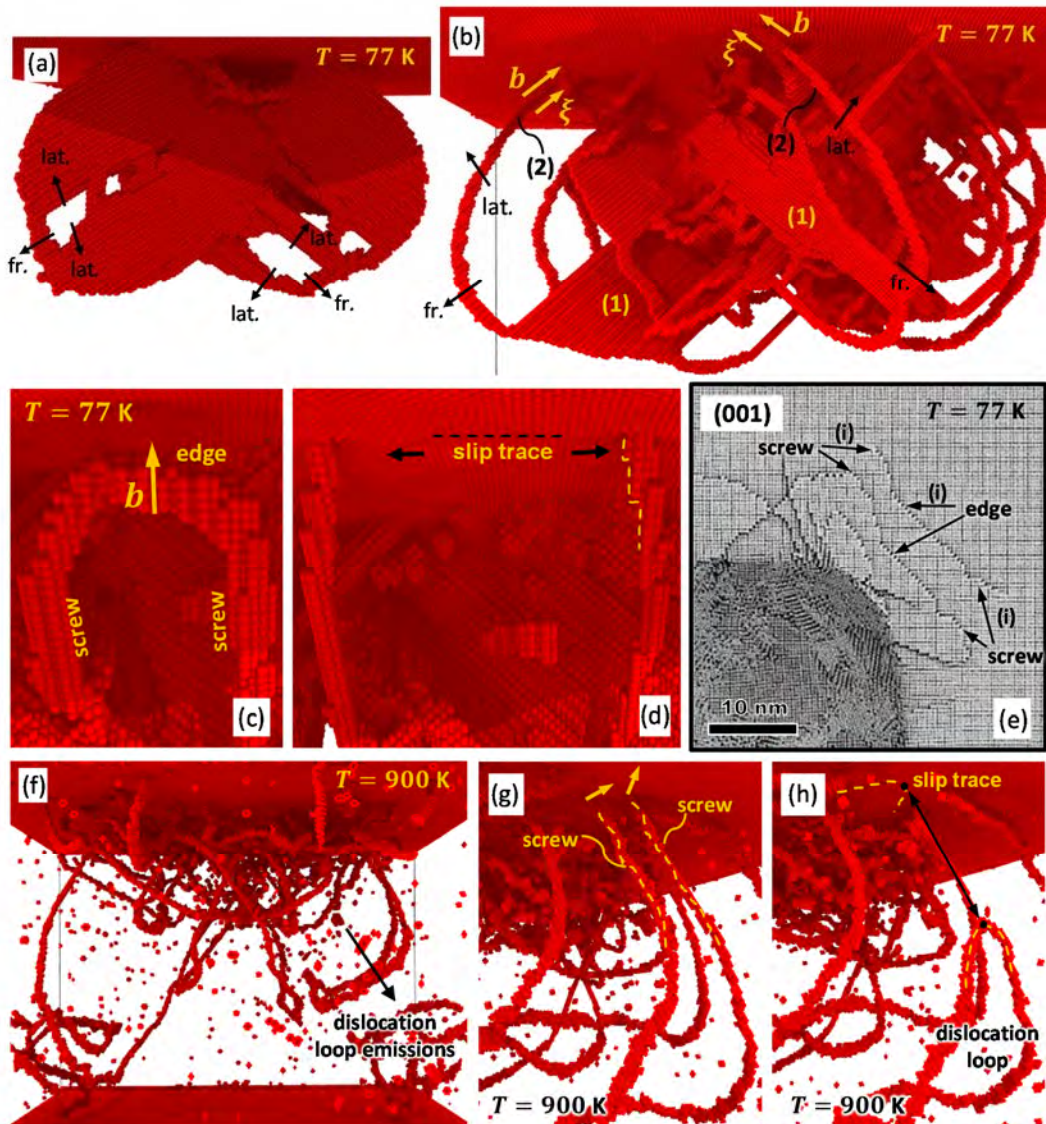 (a)
T = 77 K
lat.
lat.
fr.
lat.
lat.
fr.
(b)
T = 77 K
b
ξ
b
ξ
(2)
(2)
lat.
lat.
(1)
(1)
fr.
fr.
T = 77 K
edge
b
screw
screw
(c)
slip trace
(d)
(001)
T = 77 K
(i)
screw
(i)
edge
(i)
screw
10 nm
(e)
(f)
T = 900 K
dislocation
loop emissions
(g)
screw
screw
T = 900 K
(h)
slip trace
dislocation
loop
T = 900 K